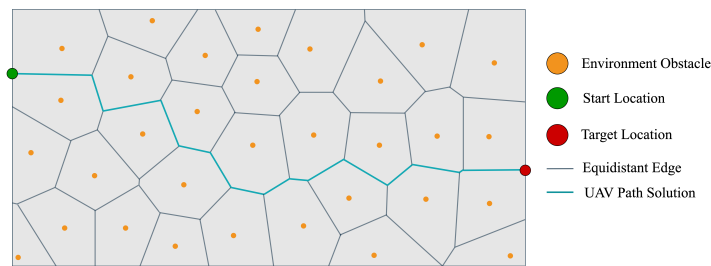 Environment Obstacle
Start Location
Target Location
Equidistant Edge
UAV Path Solution